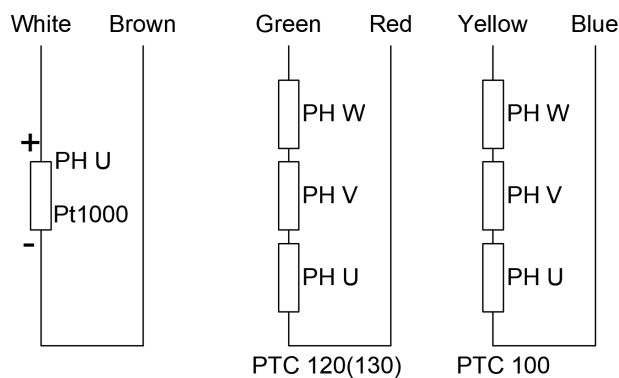 White Brown Green Red Yellow Blue
PH W PH W
+
PH U
PH V PH V
Pt1000
-
PH U PH U
PTC 120(130) PTC 100